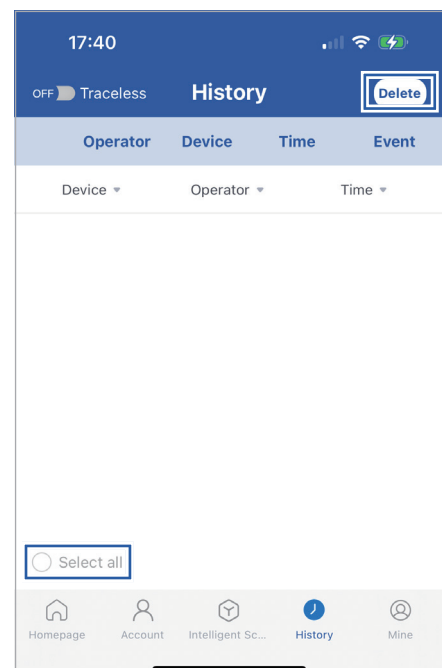 17:40
OFF Traceless History Delete
Operator Device Time Event
Device Operator Time
Select all
Homepage Account Intelligent Sc... History Mine